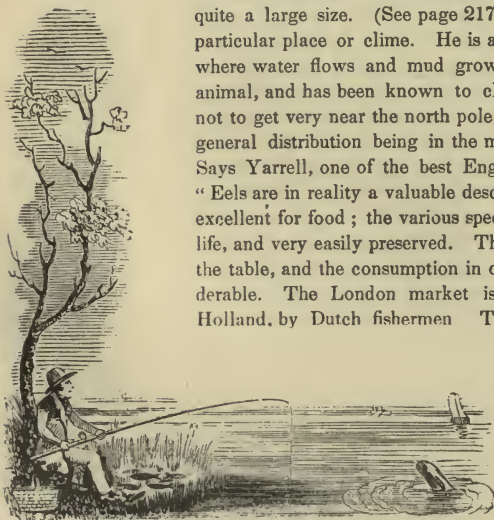 quite a large size. (See page 217
particular place or clime. He is a
where water flows and mud grow
animal, and has been known to cl
not to get very near the north pole
general distribution being in the m
Says Yarrell, one of the best Eng
“ Eels are in reality a valuable desc
excellent for food ; the various spec
life, and very easily preserved. Th
the table, and the consumption in c
derable. The London market is
Holland. by Dutch fishermen T